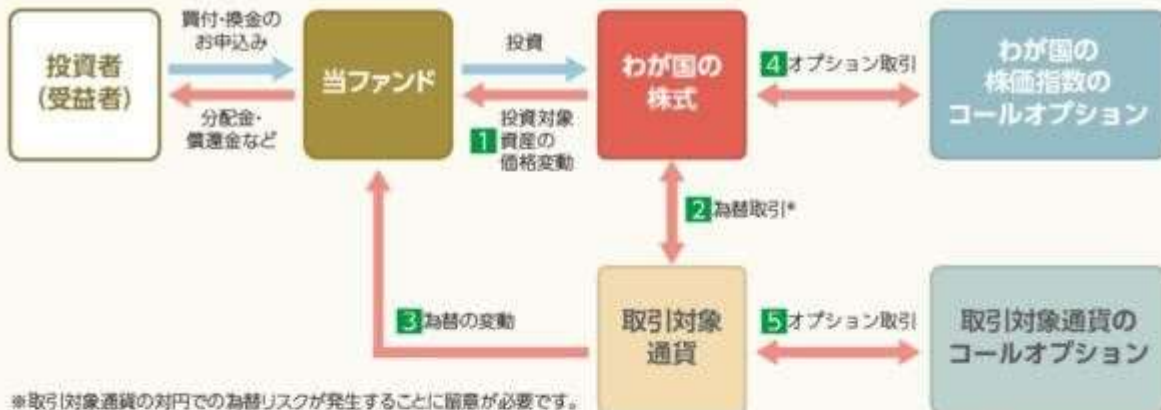 買付・換金の
お申込み
投資者
(受益者)
分配金・
償還金など
当ファンド
投資
1 投資対象
資産の
価格変動
わが国の
株式
4 オプション取引
わが国の
株価指数の
コールオプション
2 為替取引*
3 為替の変動
取引対象
通貨
5 オプション取引
取引対象通貨の
コールオプション
※取引対象通貨の対円での為替リスクが発生することに留意が必要です。